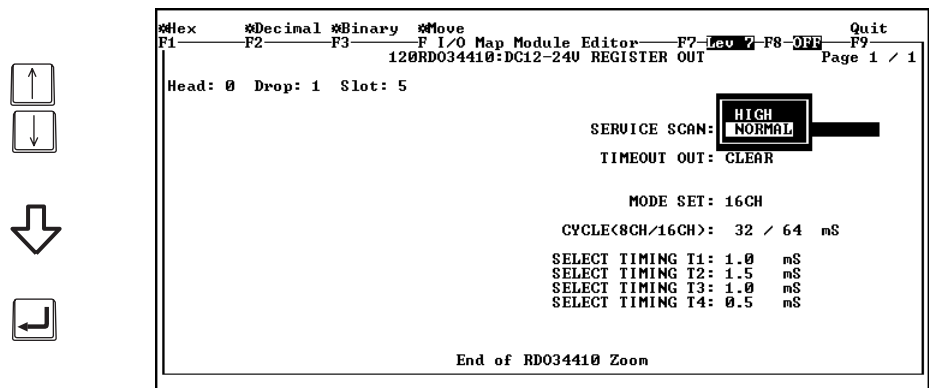 ※Hex ※Decimal ※Binary ※Move Quit
F1 F2 F3 F I/O Map Module Editor F7 Lev ? F8 OFF F9
120RDO34410:DC12-24V REGISTER OUT Page 1 / 1
Head: 0 Drop: 1 Slot: 5
HIGH
SERVICE SCAN: NORMAL
TIMEOUT OUT: CLEAR
MODE SET: 16CH
CYCLE(8CH/16CH): 32 / 64 mS
SELECT TIMING T1: 1.0 mS
SELECT TIMING T2: 1.5 mS
SELECT TIMING T3: 1.0 mS
SELECT TIMING T4: 0.5 mS
End of RDO34410 Zoom